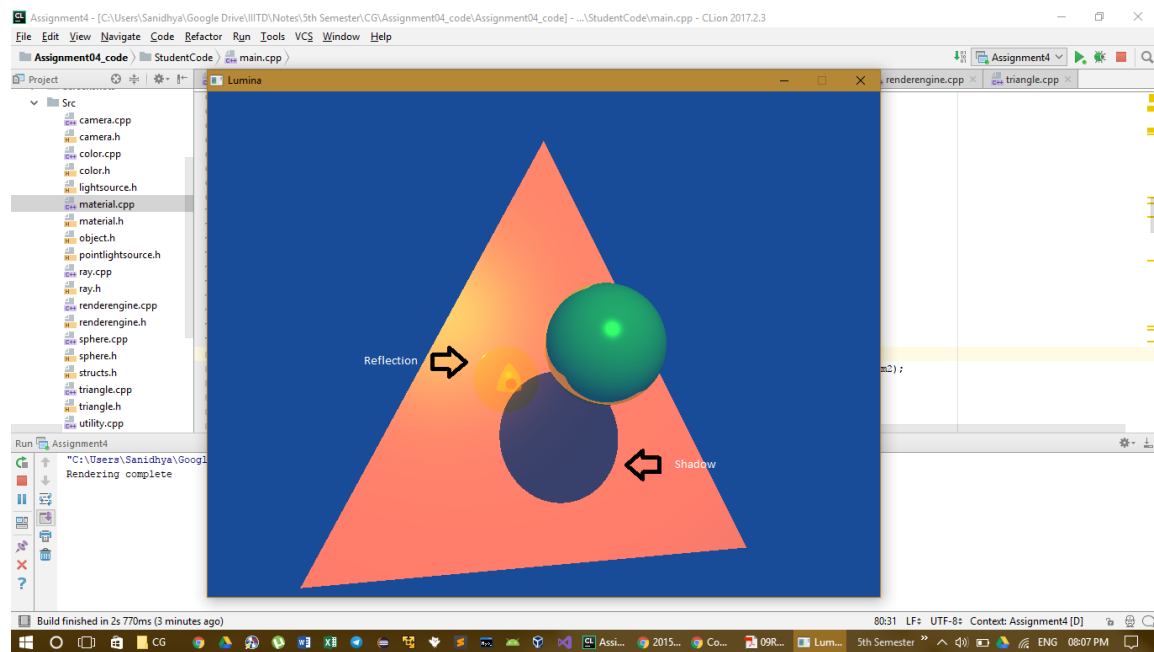 Assignment4 - [C:\Users\Sanidhya\Google Drive\IIITD\Notes\5th Semester\CG\Assignment04_code\Assignment04_code] - ...\StudentCode\main.cpp - CLion 2017.2.3
File Edit View Navigate Code Refactor Run Tools VCS Window Help
Assignment04_code StudentCode main.cpp Assignment4
Project
Lumina
renderengine.cpp triangle.cpp
Src
camera.cpp
camera.h
color.cpp
color.h
lightsource.h
material.cpp
material.h
object.h
pointlightsource.h
ray.cpp
ray.h
renderengine.cpp
renderengine.h
sphere.cpp
sphere.h
structs.h
triangle.cpp
triangle.h
utility.cpp
Reflection
m2);
Shadow
Run Assignment4
"C:\Users\Sanidhya\Googl
Rendering complete
Build finished in 2s 770ms (3 minutes ago) 80:31 LF÷ UTF-8÷ Context: Assignment4 [D]
CG Assi... 2015... Co... 09R... Lum... 5th Semester ENG 08:07 PM